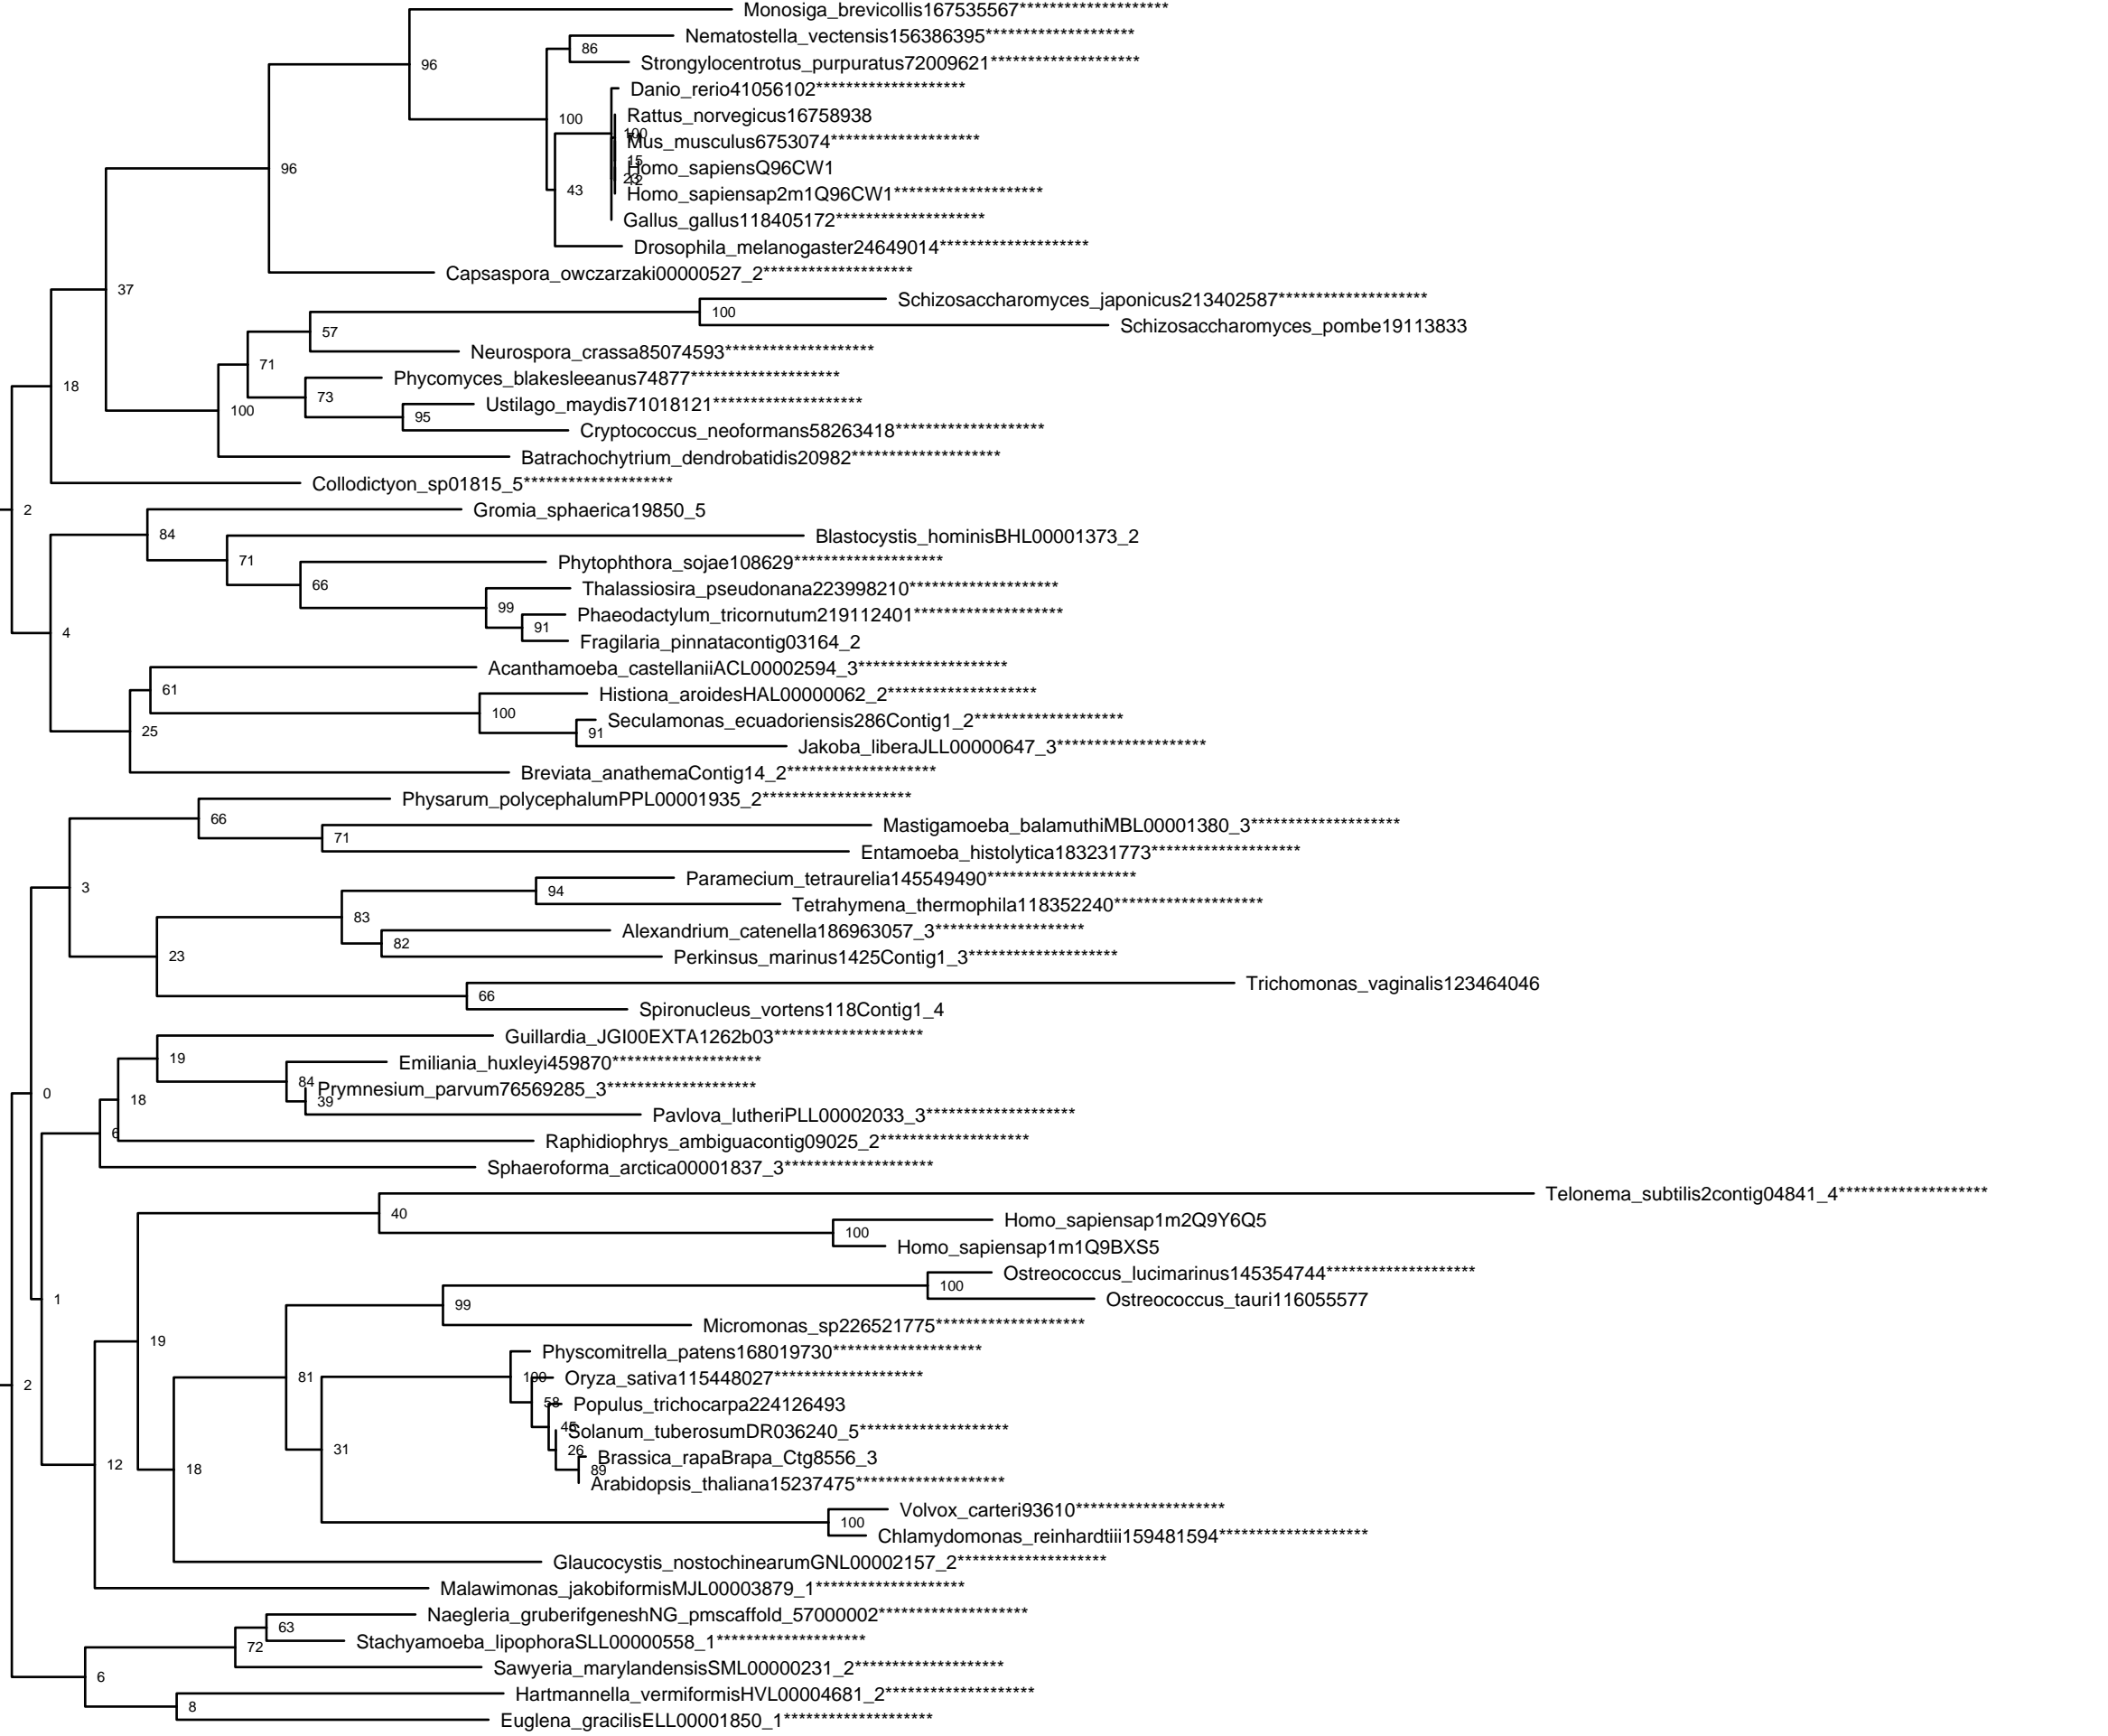 Monosiga_brevicollis167535567********************
Nematostella_vectensis156386395********************
86
Strongylocentrotus_purpuratus72009621********************
96
Danio_rerio41056102********************
Rattus_norvegicus16758938
100
100
Mus_musculus6753074********************
15
Homo_sapiensQ96CW1
96
43
Homo_sapiensap2m1Q96CW1********************
Gallus_gallus118405172********************
Drosophila_melanogaster24649014********************
Capsaspora_owczarzaki00000527_2********************
37
Schizosaccharomyces_japonicus213402587********************
100
Schizosaccharomyces_pombe19113833
57
Neurospora_crassa85074593********************
71
Phycomyces_blakesleeanus74877********************
18
73
Ustilago_maydis71018121********************
100
95
Cryptococcus_neoformans58263418********************
Batrachochytrium_dendrobatidis20982********************
Collodictyon_sp01815_5********************
2
Gromia_sphaerica19850_5
84
Blastocystis_hominisBHL00001373_2
71
Phytophthora_sojae108629********************
66
Thalassiosira_pseudonana223998210********************
99
Phaeodactylum_tricornutum219112401********************
91
4
Fragilaria_pinnatacontig03164_2
Acanthamoeba_castellaniiACL00002594_3********************
61
Histiona_aroidesHAL00000062_2********************
100
Seculamonas_ecuadoriensis286Contig1_2********************
25
91
Jakoba_liberaJLL00000647_3********************
Breviata_anathemaContig14_2********************
Physarum_polycephalumPPL00001935_2********************
66
Mastigamoeba_balamuthiMBL00001380_3********************
71
Entamoeba_histolytica183231773********************
3
Paramecium_tetraurelia145549490********************
94
Tetrahymena_thermophila118352240********************
83
Alexandrium_catenella186963057_3********************
82
23
Perkinsus_marinus1425Contig1_3********************
Trichomonas_vaginalis123464046
66
Spironucleus_vortens118Contig1_4
Guillardia_JGI00EXTA1262b03********************
19
Emiliania_huxleyi459870********************
84
0
Prymnesium_parvum76569285_3********************
18
39
Pavlova_lutheriPLL00002033_3********************
6
Raphidiophrys_ambiguacontig09025_2********************
Sphaeroforma_arctica00001837_3********************
Telonema_subtilis2contig04841_4********************
40
Homo_sapiensap1m2Q9Y6Q5
100
Homo_sapiensap1m1Q9BXS5
Ostreococcus_lucimarinus145354744********************
100
1
Ostreococcus_tauri116055577
99
Micromonas_sp226521775********************
19
Physcomitrella_patens168019730********************
2
81
100
Oryza_sativa115448027********************
58
Populus_trichocarpa224126493
45
Solanum_tuberosumDR036240_5********************
31
26
Brassica_rapaBrapa_Ctg8556_3
12
18
89
Arabidopsis_thaliana15237475********************
Volvox_carteri93610********************
100
Chlamydomonas_reinhardtiii159481594********************
Glaucocystis_nostochinearumGNL00002157_2********************
Malawimonas_jakobiformisMJL00003879_1********************
Naegleria_gruberifgeneshNG_pmscaffold_57000002********************
63
Stachyamoeba_lipophoraSLL00000558_1********************
72
Sawyeria_marylandensisSML00000231_2********************
6
Hartmannella_vermiformisHVL00004681_2********************
8
Euglena_gracilisELL00001850_1********************